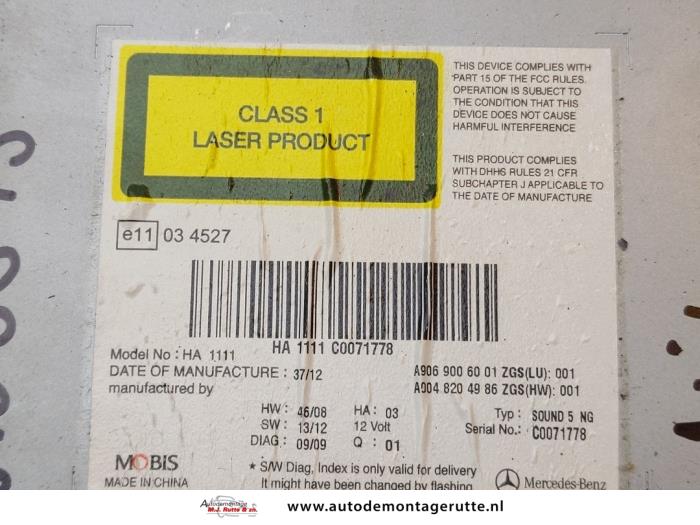 CLASS 1
LASER PRODUCT
THIS DEVICE COMPLIES WITH
PART 15 OF THE FCC RULES.
OPERATION IS SUBJECT TO
THE CONDITION THAT THIS
DEVICE DOES NOT CAUSE
HARMFUL INTERFERENCE
THIS PRODUCT COMPLIES
WITH DHHS RULES 21 CFR
SUBCHAPTER J APPLICABLE TO
THE DATE OF MANUFACTURE
e11 03 4527
HA 1111 C0071778
Model No : HA 1111
DATE OF MANUFACTURE : 37/12
manufactured by
A906 900 60 01 ZGS(LU): 001
A004 820 49 86 ZGS(HW): 001
HW : 46/08 HA : 03
SW : 13/12 12 Volt
DIAG.: 09/09 Q : 01
Typ : SOUND 5 NG
Serial No.: C0071778
MOBIS
MADE IN CHINA
* S/W Diag. Index is only valid for delivery
It might have been changed by flashing
Mercedes-Benz
Autodemontage
M.J. Rutte & zn.
www.autodemontagerutte.nl